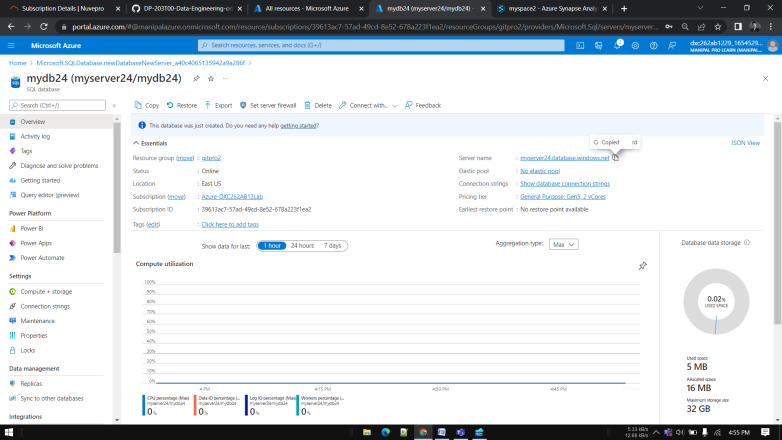 Subscription Details | Nuvepro
DP-203T00-Data-Engineering-on
All resources - Microsoft Azure
mydb24 (myserver24/mydb24) -
myspace2 - Azure Synapse Analy
portal.azure.com/#@manipalazure.onmicrosoft.com/resource/subscriptions/39613ac7-57ad-49cd-8e52-678a223f1ea2/resourceGroups/gitpro2/providers/Microsoft.Sql/servers/myserver...
Microsoft Azure
Search resources, services, and docs (G+/)
2
dxc262ab1229_1654529...
MANIPAL PRO LEARN (MANIPAL...
Home > Microsoft.SQLDatabase.newDatabaseNewServer_a40c4065135942a9a286f >
mydb24 (myserver24/mydb24)
SQL database
Search (Ctrl+/)
Copy
Restore
Export
Set server firewall
Delete
Connect with...
Feedback
Overview
Activity log
Tags
Diagnose and solve problems
Getting started
Query editor (preview)
Power Platform
Power BI
Power Apps
Power Automate
Settings
Compute + storage
Connection strings
Maintenance
Properties
Locks
Data management
Replicas
Sync to other databases
Integrations
This database was just created. Do you need any help getting started?
Essentials
Copied
JSON View
Resource group (move) : gitpro2
Status : Online
Location : East US
Subscription (move) : Azure-DXC262AB12Lab
Subscription ID : 39613ac7-57ad-49cd-8e52-678a223f1ea2
Tags (edit) : Click here to add tags
Server name : myserver24.database.windows.net
Elastic pool : No elastic pool
Connection strings : Show database connection strings
Pricing tier : General Purpose: Gen5, 2 vCores
Earliest restore point : No restore point available
Show data for last:
1 hour
24 hours
7 days
Aggregation type:
Max
Compute utilization
100%
90%
80%
70%
60%
50%
40%
30%
20%
10%
0%
4 PM
4:15 PM
4:30 PM
4:45 PM
CPU percentage (Max)
myserver24/mydb24
0 %
Data IO percentage (...
myserver24/mydb24
0 %
Log IO percentage (Max)
myserver24/mydb24
0 %
Workers percentage (...
myserver24/mydb24
0 %
Database data storage
0.02%
USED SPACE
Used space
5 MB
Allocated space
16 MB
Maximum storage size
32 GB
4:55 PM